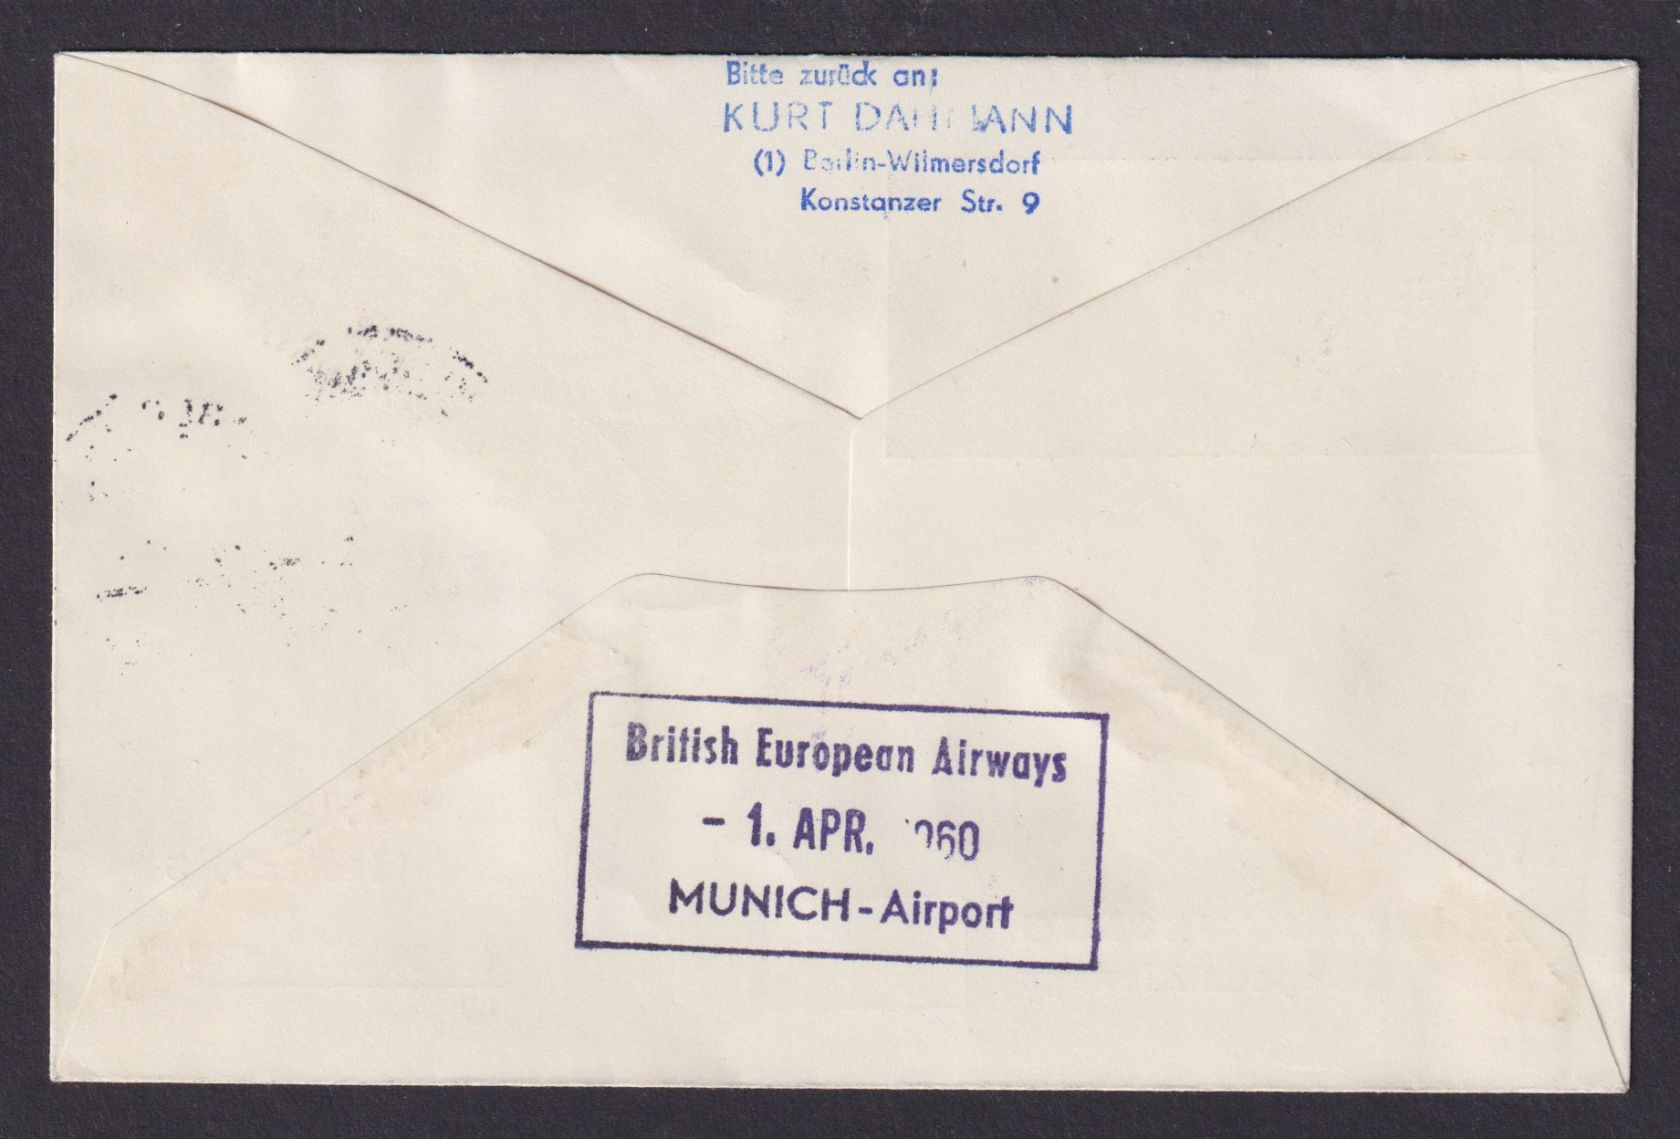 Bitte zurück an:
KURT DAHMANN
(1) Berlin-Wilmersdorf
Konstanzer Str. 9
British European Airways
- 1. APR. 1960
MUNICH-Airport